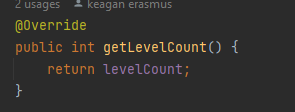 2 usages keagan erasmus
@Override
public int getLevelCount() {
    return levelCount;
}